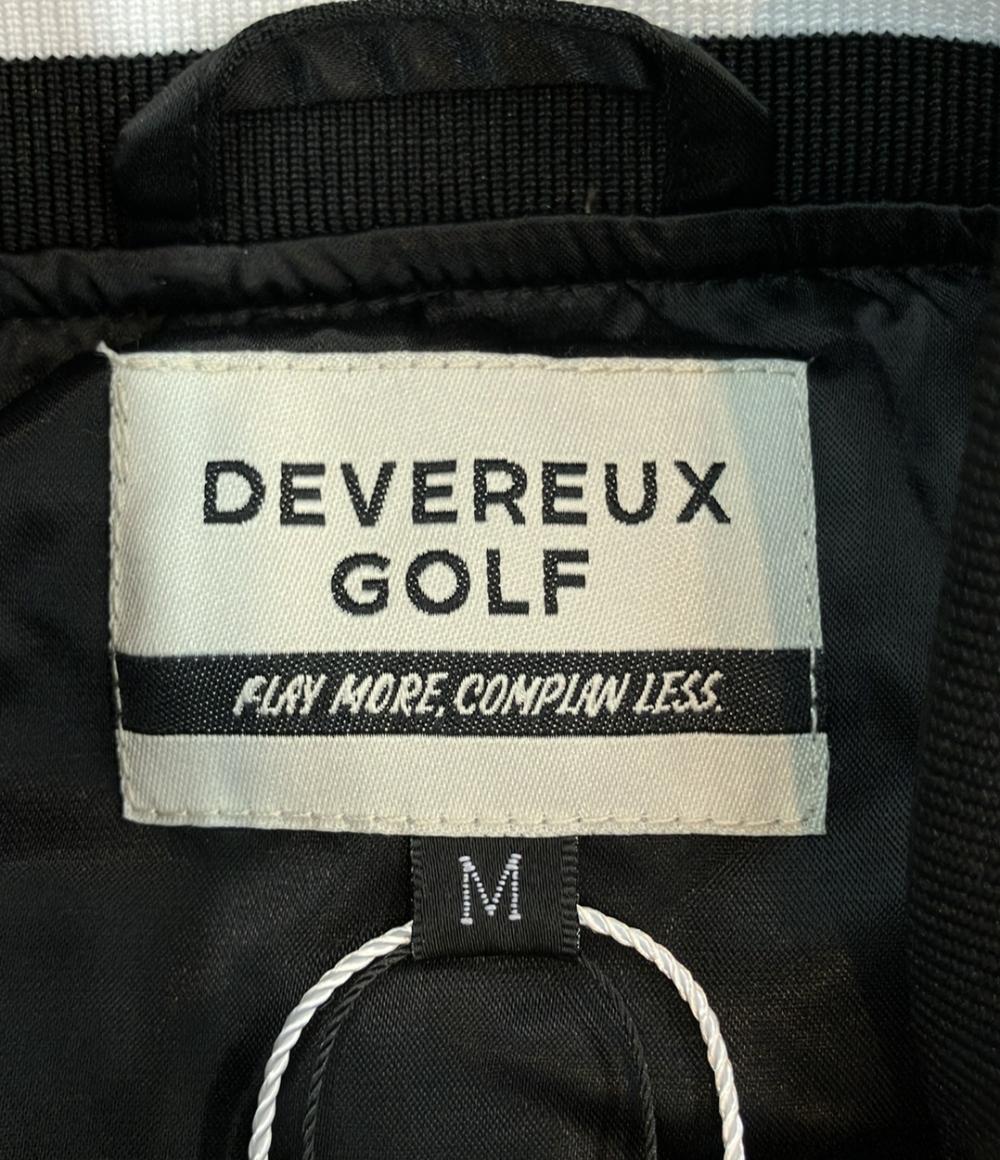 DEVEREUX
GOLF
PLAY MORE, COMPLAIN LESS.
M